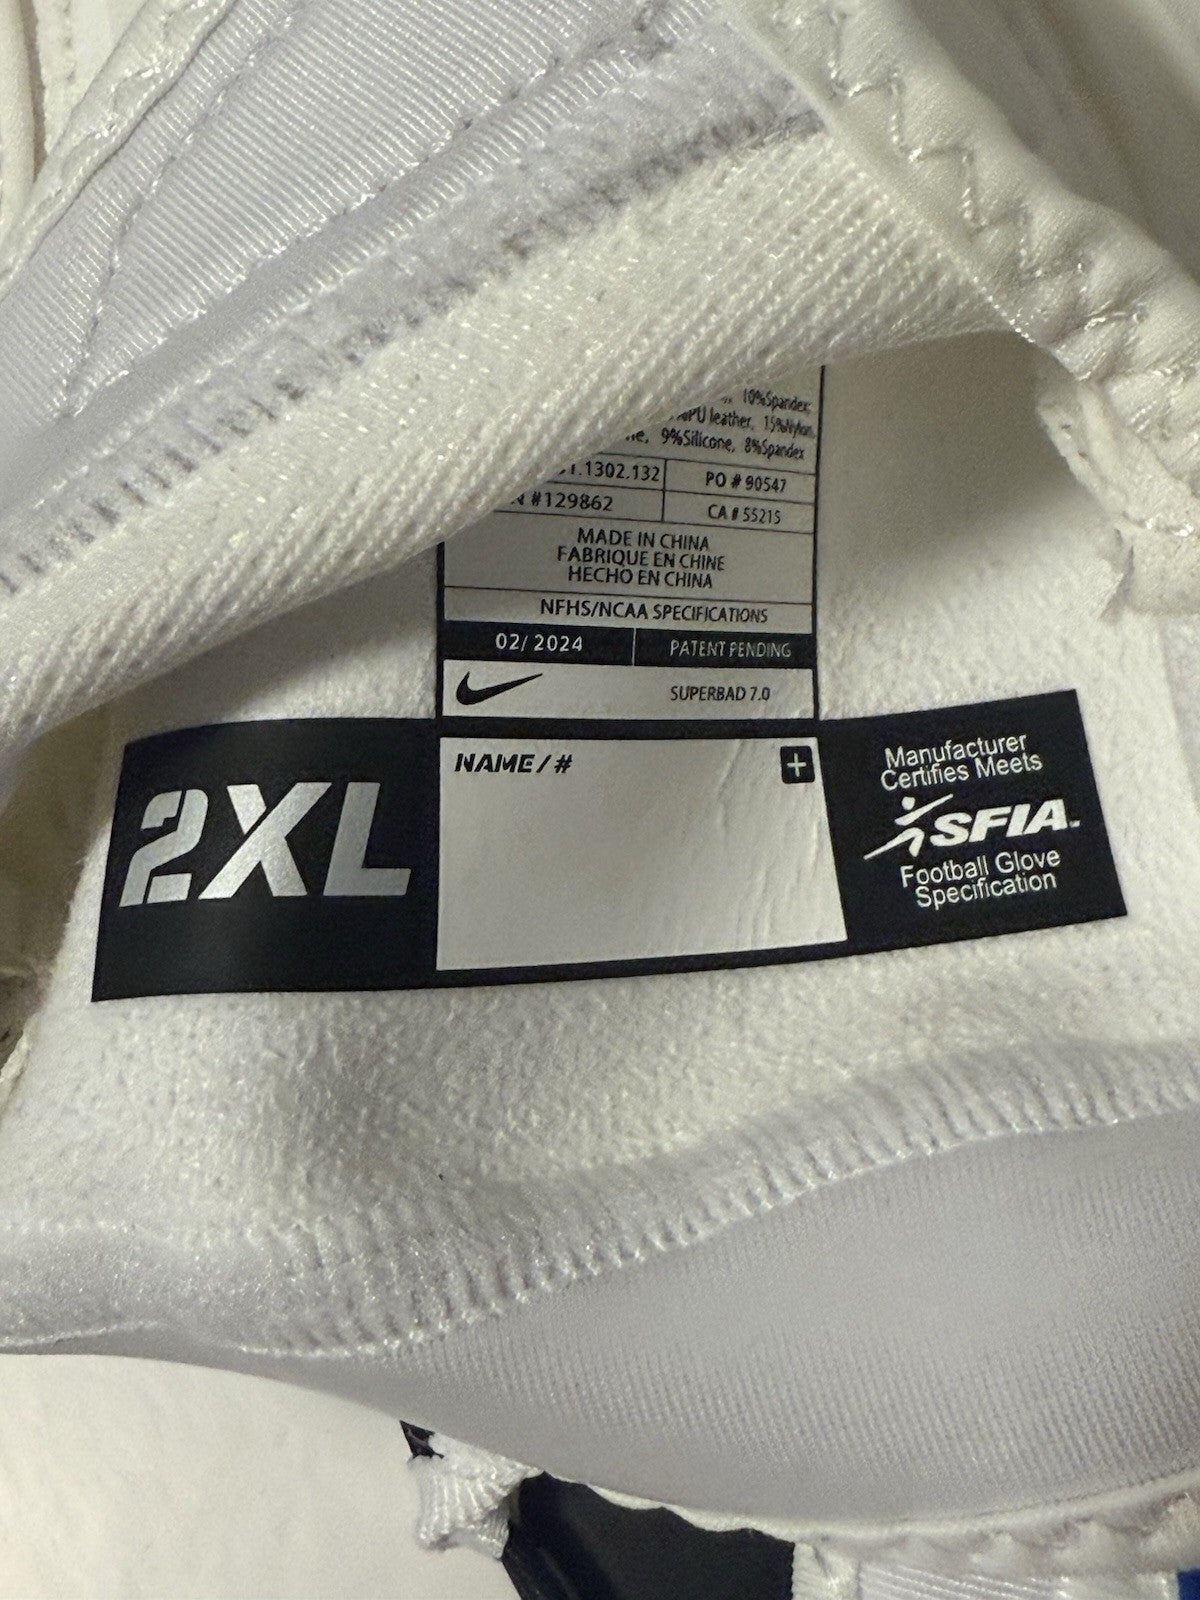 10%Spandex;
PU leather, 15%Nylon,
9%Silicone, 8%Spandex
1.1302.132
PO # 90547
#129862
CA # 55215
MADE IN CHINA
FABRIQUE EN CHINE
HECHO EN CHINA
NFHS/NCAA SPECIFICATIONS
02/ 2024
PATENT PENDING
SUPERBAD 7.0
2XL
NAME / #
+
Manufacturer
Certifies Meets
SFIA.
Football Glove
Specification